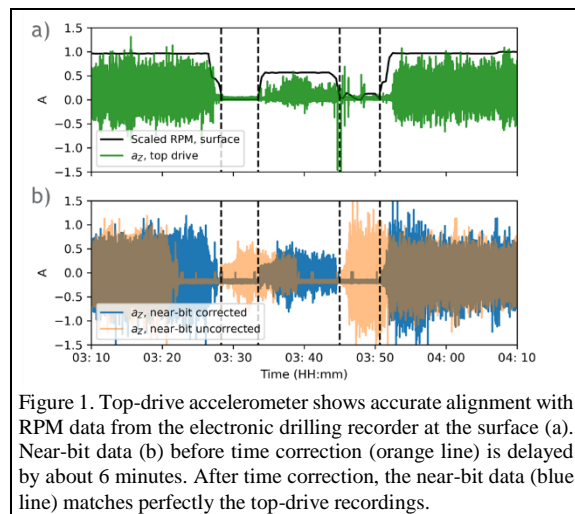 a)
1.5
1.0
0.5
0.0
-0.5
-1.0
-1.5
A
Scaled RPM, surface
az, top drive
b)
1.5
1.0
0.5
0.0
-0.5
-1.0
-1.5
A
az, near-bit corrected
az, near-bit uncorrected
03:10 03:20 03:30 03:40 03:50 04:00 04:10
Time (HH:mm)
Figure 1. Top-drive accelerometer shows accurate alignment with
RPM data from the electronic drilling recorder at the surface (a).
Near-bit data (b) before time correction (orange line) is delayed
by about 6 minutes. After time correction, the near-bit data (blue
line) matches perfectly the top-drive recordings.